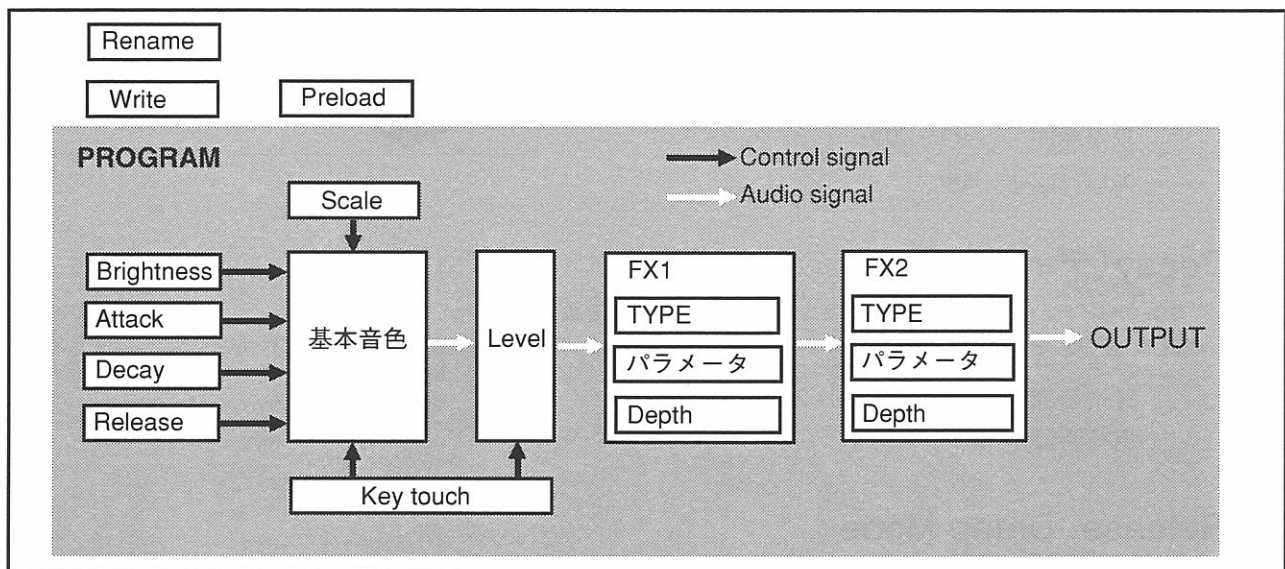 Rename
Write
Preload
PROGRAM
Control signal
Audio signal
Scale
Brightness
Attack
Decay
Release
基本音色
Level
FX1
TYPE
パラメータ
Depth
FX2
TYPE
パラメータ
Depth
OUTPUT
Key touch